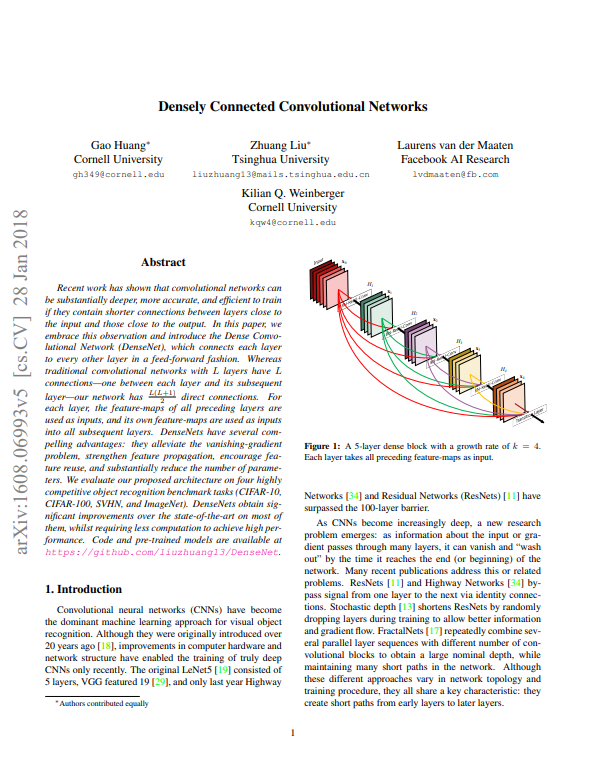 Densely Connected Convolutional Networks
Gao Huang*
Cornell University
gh349@cornell.edu
Zhuang Liu*
Tsinghua University
liuzhuang13@mails.tsinghua.edu.cn
Laurens van der Maaten
Facebook AI Research
lvdmaaten@fb.com
Kilian Q. Weinberger
Cornell University
kqw4@cornell.edu
arXiv:1608.06993v5 [cs.CV] 28 Jan 2018
Abstract
Recent work has shown that convolutional networks can
be substantially deeper, more accurate, and efficient to train
if they contain shorter connections between layers close to
the input and those close to the output. In this paper, we
embrace this observation and introduce the Dense Convo-
lutional Network (DenseNet), which connects each layer
to every other layer in a feed-forward fashion. Whereas
traditional convolutional networks with L layers have L
connections—one between each layer and its subsequent
layer—our network has L(L+1)/2 direct connections. For
each layer, the feature-maps of all preceding layers are
used as inputs, and its own feature-maps are used as inputs
into all subsequent layers. DenseNets have several com-
pelling advantages: they alleviate the vanishing-gradient
problem, strengthen feature propagation, encourage fea-
ture reuse, and substantially reduce the number of parame-
ters. We evaluate our proposed architecture on four highly
competitive object recognition benchmark tasks (CIFAR-10,
CIFAR-100, SVHN, and ImageNet). DenseNets obtain sig-
nificant improvements over the state-of-the-art on most of
them, whilst requiring less computation to achieve high per-
formance. Code and pre-trained models are available at
https://github.com/liuzhuang13/DenseNet.
1. Introduction
Convolutional neural networks (CNNs) have become
the dominant machine learning approach for visual object
recognition. Although they were originally introduced over
20 years ago [18], improvements in computer hardware and
network structure have enabled the training of truly deep
CNNs only recently. The original LeNet5 [19] consisted of
5 layers, VGG featured 19 [29], and only last year Highway
*Authors contributed equally
Input
x0
H1
x1
H2
H3
H4
Transition Layer
Figure 1: A 5-layer dense block with a growth rate of k = 4.
Each layer takes all preceding feature-maps as input.
Networks [34] and Residual Networks (ResNets) [11] have
surpassed the 100-layer barrier.
As CNNs become increasingly deep, a new research
problem emerges: as information about the input or gra-
dient passes through many layers, it can vanish and “wash
out” by the time it reaches the end (or beginning) of the
network. Many recent publications address this or related
problems. ResNets [11] and Highway Networks [34] by-
pass signal from one layer to the next via identity connec-
tions. Stochastic depth [13] shortens ResNets by randomly
dropping layers during training to allow better information
and gradient flow. FractalNets [17] repeatedly combine sev-
eral parallel layer sequences with different number of con-
volutional blocks to obtain a large nominal depth, while
maintaining many short paths in the network. Although
these different approaches vary in network topology and
training procedure, they all share a key characteristic: they
create short paths from early layers to later layers.
1